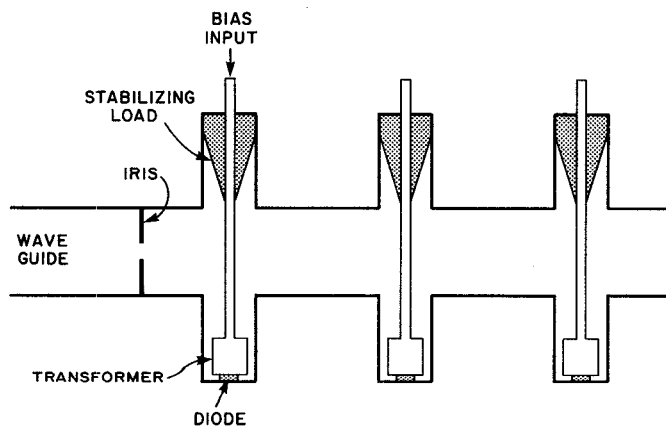 BIAS
INPUT
STABILIZING
LOAD
IRIS
WAVE
GUIDE
TRANSFORMER
DIODE